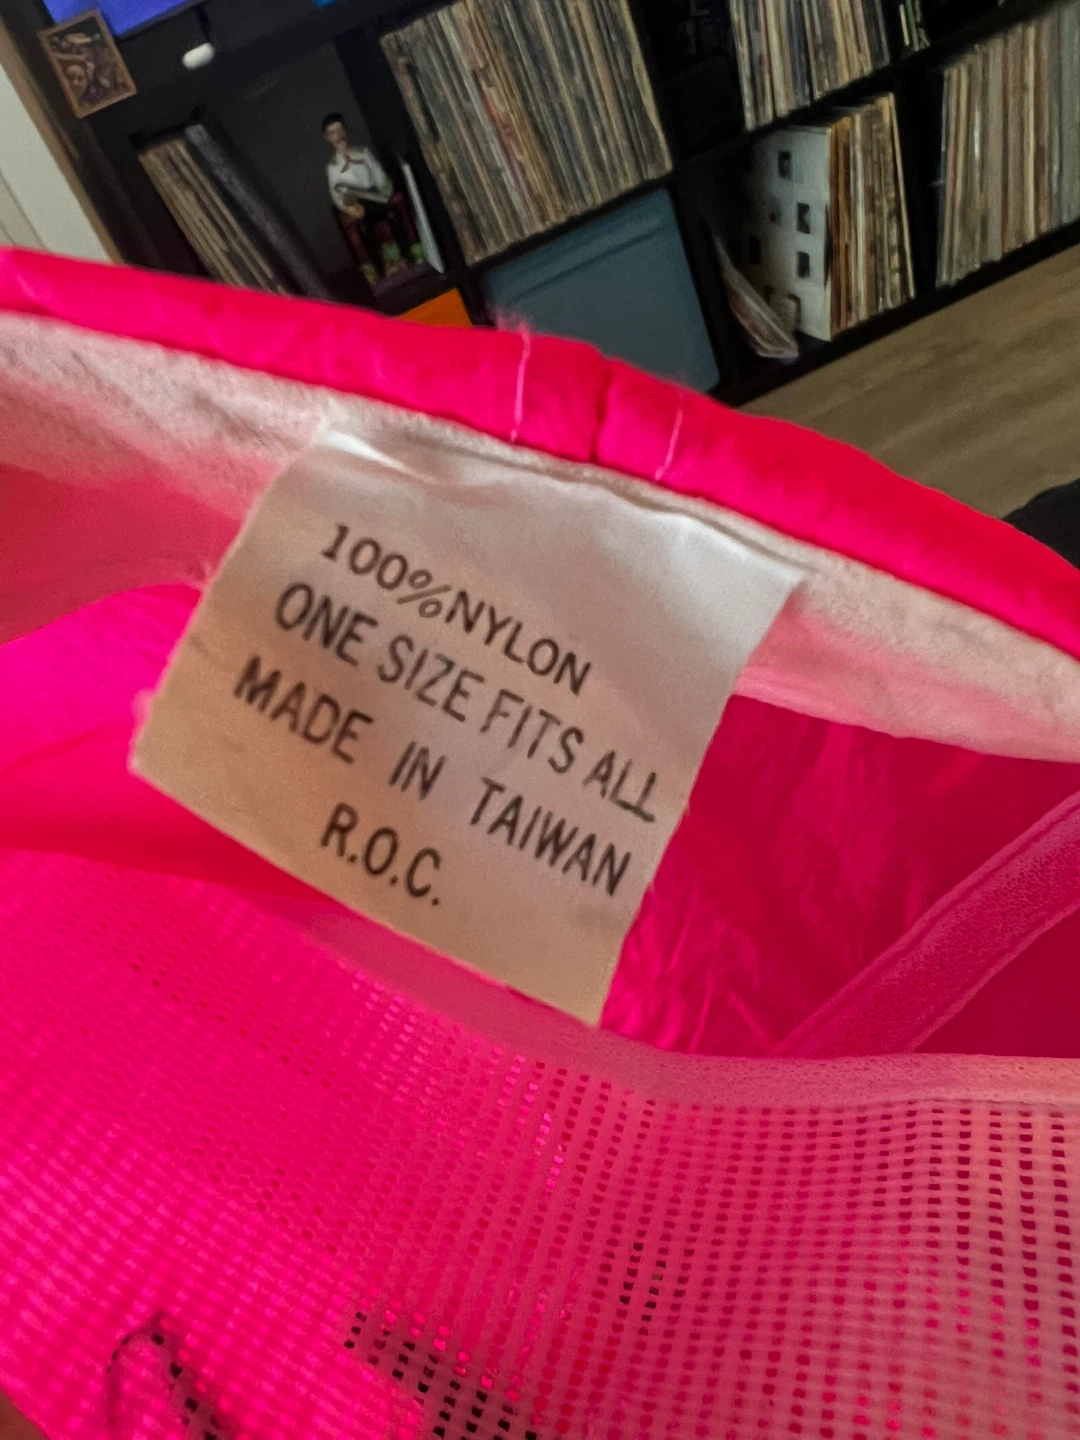 100%NYLON
ONE SIZE FITS ALL
MADE IN TAIWAN
R.O.C.